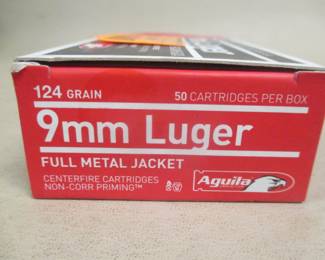 124 GRAIN
50 CARTRIDGES PER BOX
9mm Luger
FULL METAL JACKET
CENTERFIRE CARTRIDGES
NON-CORR PRIMING™
Aguila